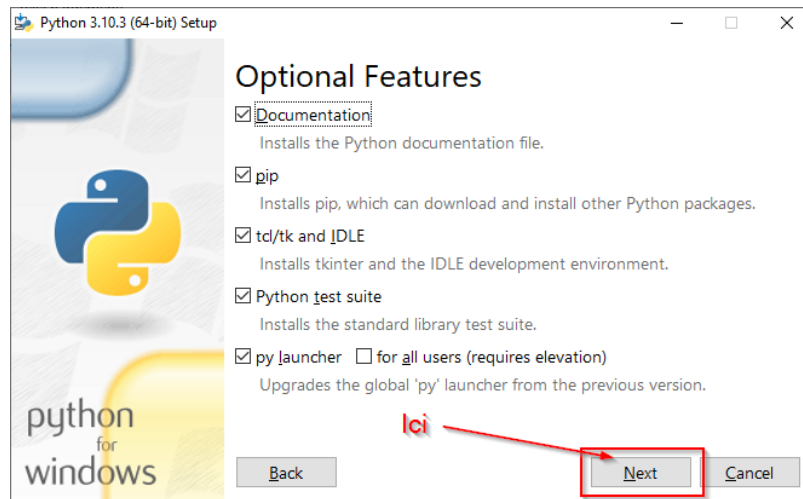 Python 3.10.3 (64-bit) Setup
Optional Features
Documentation
Installs the Python documentation file.
pip
Installs pip, which can download and install other Python packages.
tcl/tk and IDLE
Installs tkinter and the IDLE development environment.
Python test suite
Installs the standard library test suite.
py launcher for all users (requires elevation)
Upgrades the global 'py' launcher from the previous version.
python
for
windows
Ici
Back
Next
Cancel